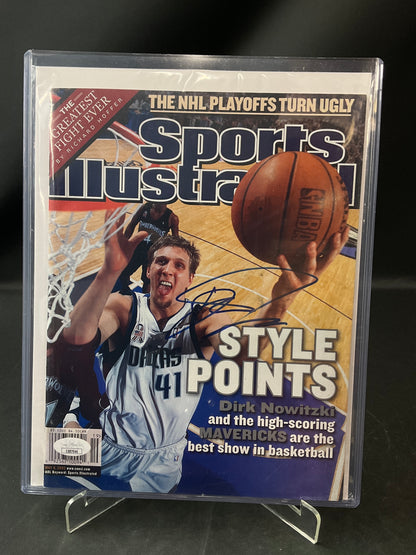 THE
GREATEST
FIGHT EVER
BY RICHARD HOFFER
THE NHL PLAYOFFS TURN UGLY
Sports
Illustrated
NBA
DALLAS
41
STYLE
POINTS
Dirk Nowitzki
and the high-scoring
MAVERICKS are the
best show in basketball